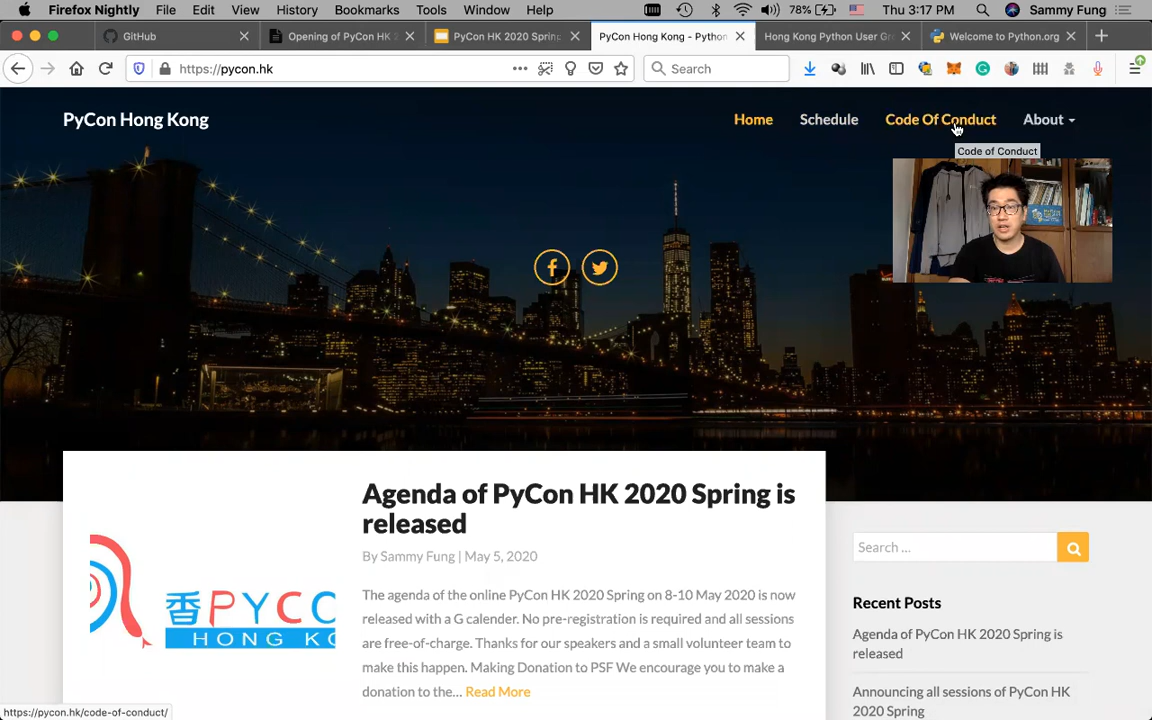 Firefox Nightly File Edit View History Bookmarks Tools Window Help 78% Thu 3:17 PM Sammy Fung
GitHub Opening of PyCon HK PyCon HK 2020 Spring PyCon Hong Kong - Python Hong Kong Python User Gr Welcome to Python.org
https://pycon.hk Search
PyCon Hong Kong Home Schedule Code Of Conduct About
Code of Conduct
Agenda of PyCon HK 2020 Spring is
released
By Sammy Fung | May 5, 2020
The agenda of the online PyCon HK 2020 Spring on 8-10 May 2020 is now
released with a G calender. No pre-registration is required and all sessions
are free-of-charge. Thanks for our speakers and a small volunteer team to
make this happen. Making Donation to PSF We encourage you to make a
donation to the... Read More
香PYCO
HONG KO
Search ...
Recent Posts
Agenda of PyCon HK 2020 Spring is
released
Announcing all sessions of PyCon HK
2020 Spring
https://pycon.hk/code-of-conduct/